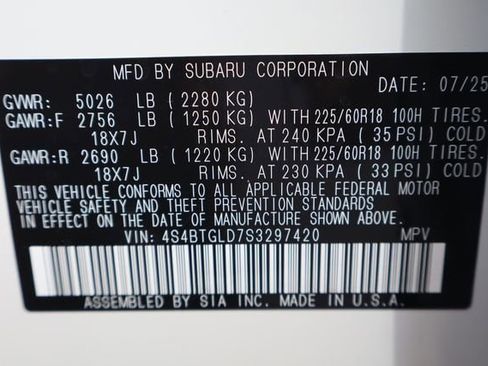 MFD BY SUBARU CORPORATION
DATE: 07/25
GVWR: 5026 LB (2280 KG)
GAWR:F 2756 LB (1250 KG) WITH 225/60R18 100H TIRES.
18X7J RIMS. AT 240 KPA (35 PSI) COLD
GAWR:R 2690 LB (1220 KG) WITH 225/60R18 100H TIRES.
18X7J RIMS. AT 230 KPA (33 PSI) COLD
THIS VEHICLE CONFORMS TO ALL APPLICABLE FEDERAL MOTOR
VEHICLE SAFETY AND THEFT PREVENTION STANDARDS
IN EFFECT ON THE DATE OF MANUFACTURE SHOWN ABOVE.
VIN: 4S4BTGLD7S3297420 MPV
ASSEMBLED BY SIA INC. MADE IN U.S.A.